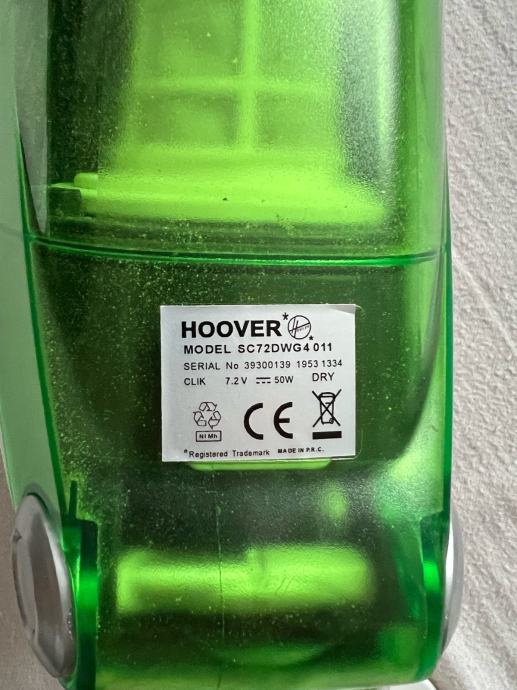 HOOVER*
MODEL SC72DWG4 011
SERIAL No 39300139 1953 1334
CLIK 7.2 V 50W DRY
Ni Mh
*Registered Trademark MADE IN P.R.C.